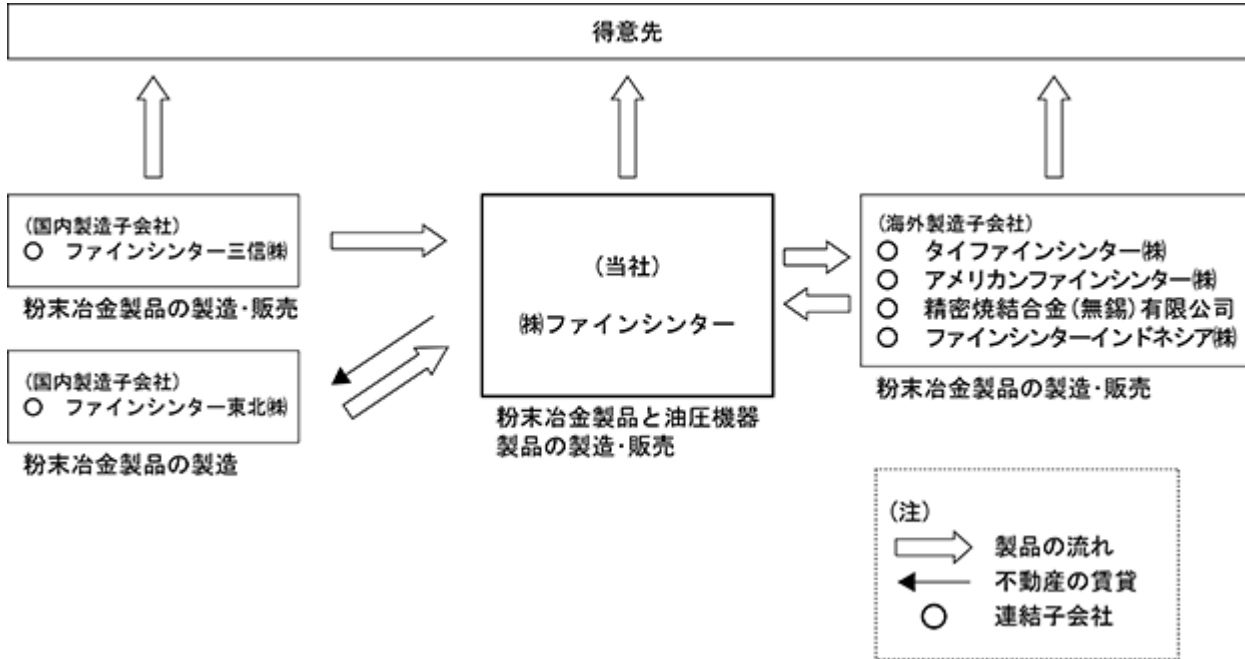 得意先
(国内製造子会社)
○ ファインシンター三信㈱
粉末冶金製品の製造・販売
(国内製造子会社)
○ ファインシンター東北㈱
粉末冶金製品の製造
(当社)
㈱ファインシンター
粉末冶金製品と油圧機器
製品の製造・販売
(海外製造子会社)
○ タイファインシンター㈱
○ アメリカンファインシンター㈱
○ 精密焼結合金(無錫)有限公司
○ ファインシンターインドネシア㈱
粉末冶金製品の製造・販売
(注)
製品の流れ
不動産の賃貸
○ 連結子会社